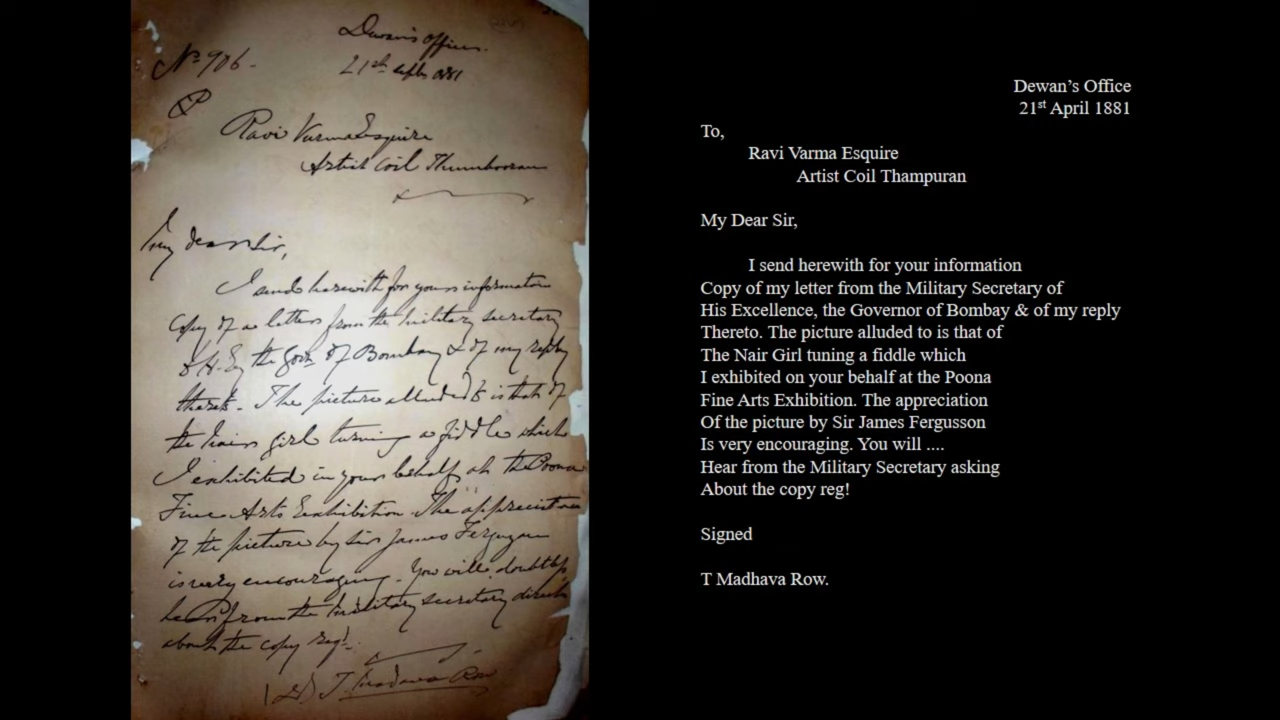 Dewan's Office.
21st Septr 1881
No 906.
Ravi Varma Esquire
Artist Coil Thumbooran
My dear Sir,
I send herewith for your information
Copy of a letter from the military secretary
to H. Ey the Govr of Bombay & of my reply
thereto. The picture alluded to is that of
the Nair girl turning a fiddle which
I exhibited in your behalf at the Poona
Fine Arts Exhibition. The appreciation
of the picture by Sir James Fergusson
is very encouraging. You will doubtless
hear from the military secretary direct
about the copy reqd.
(Sd) T Madava Row
Dewan's Office
21st April 1881
To,
Ravi Varma Esquire
Artist Coil Thampuran
My Dear Sir,
I send herewith for your information
Copy of my letter from the Military Secretary of
His Excellence, the Governor of Bombay & of my reply
Thereto. The picture alluded to is that of
The Nair Girl tuning a fiddle which
I exhibited on your behalf at the Poona
Fine Arts Exhibition. The appreciation
Of the picture by Sir James Fergusson
Is very encouraging. You will ....
Hear from the Military Secretary asking
About the copy reg!
Signed
T Madhava Row.